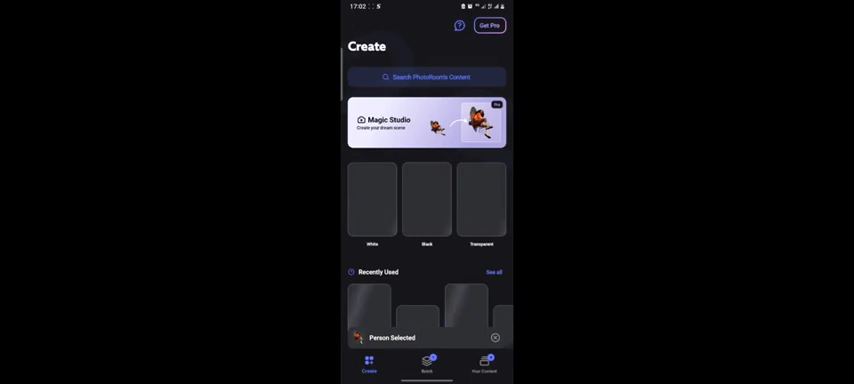 17:02
Get Pro
Create
Search PhotoRoom's Content
Pro
Magic Studio
Create your dream scene
White Black Transparent
Recently Used See all
Person Selected
Create Batch Your Content